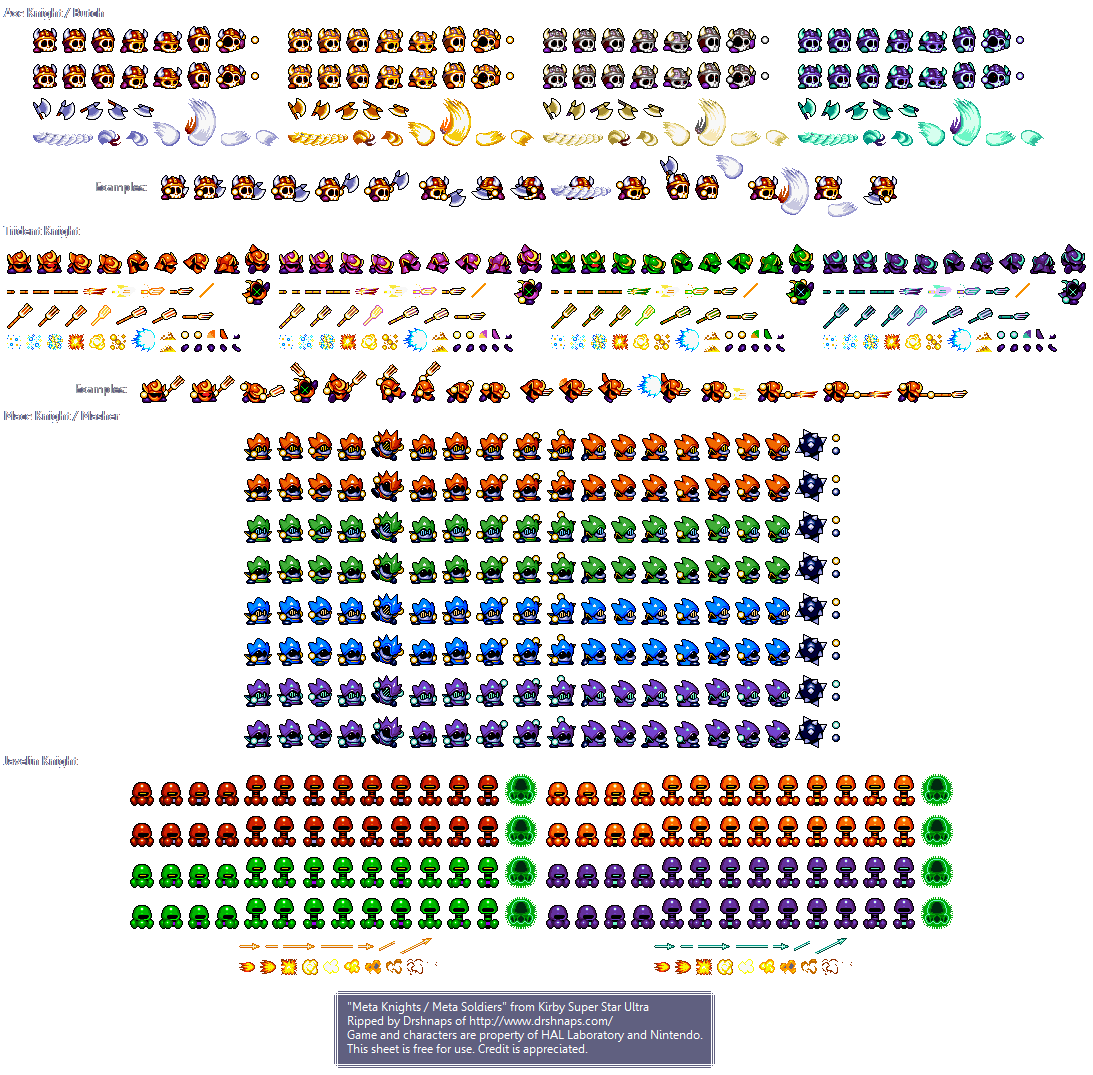 Axe Knight / Butch
Examples:
Trident Knight
Examples:
Mace Knight / Masher
Javelin Knight
"Meta Knights / Meta Soldiers" from Kirby Super Star Ultra
Ripped by Drshnaps of http://www.drshnaps.com/
Game and characters are property of HAL Laboratory and Nintendo.
This sheet is free for use. Credit is appreciated.